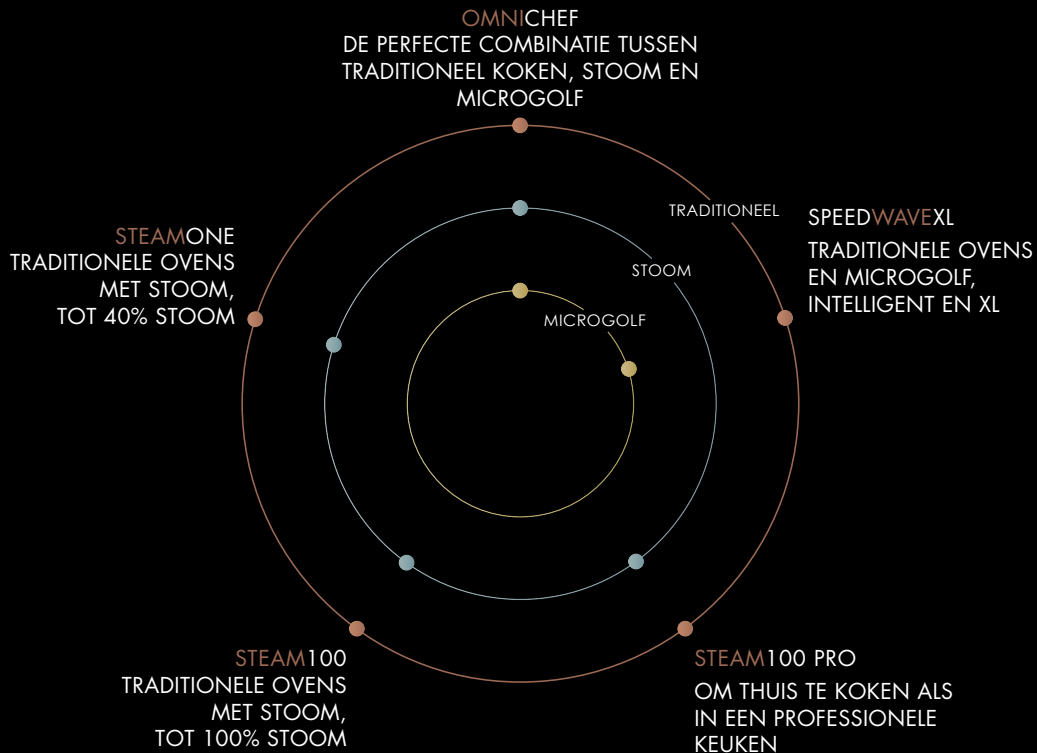 OMNICHEF
DE PERFECTE COMBINATIE TUSSEN
TRADITIONEEL KOKEN, STOOM EN
MICROGOLF
TRADITIONEEL
STOOM
MICROGOLF
SPEEDWAVEXL
TRADITIONELE OVENS
EN MICROGOLF,
INTELLIGENT EN XL
STEAMONE
TRADITIONELE OVENS
MET STOOM,
TOT 40% STOOM
STEAM100
TRADITIONELE OVENS
MET STOOM,
TOT 100% STOOM
STEAM100 PRO
OM THUIS TE KOKEN ALS
IN EEN PROFESSIONELE
KEUKEN